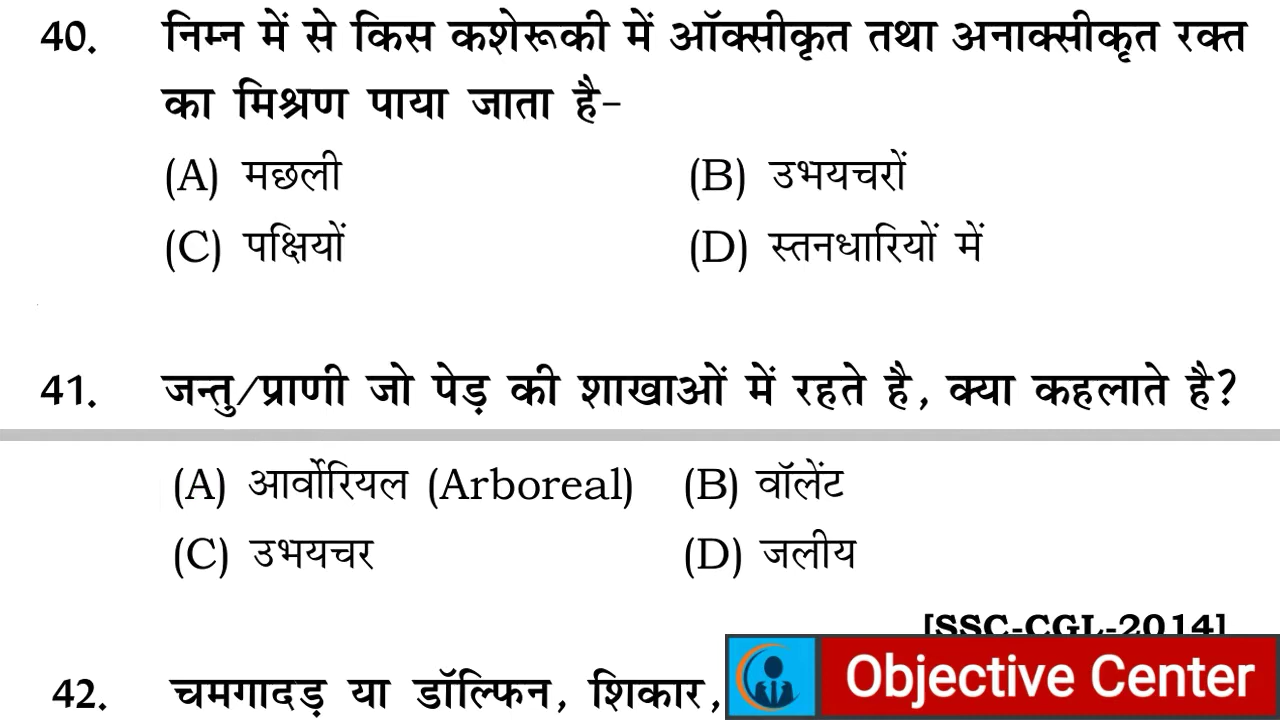 40. निम्न में से किस कशेरूकी में ऑक्सीकृत तथा अनाक्सीकृत रक्त
का मिश्रण पाया जाता है-
(A) मछली (B) उभयचरों
(C) पक्षियों (D) स्तनधारियों में
41. जन्तु/प्राणी जो पेड़ की शाखाओं में रहते है, क्या कहलाते है?
(A) आर्वोरियल (Arboreal) (B) वॉलेंट
(C) उभयचर (D) जलीय
[SSC-CGL-2014]
42. चमगादड़ या डॉल्फिन, शिकार,
Objective Center